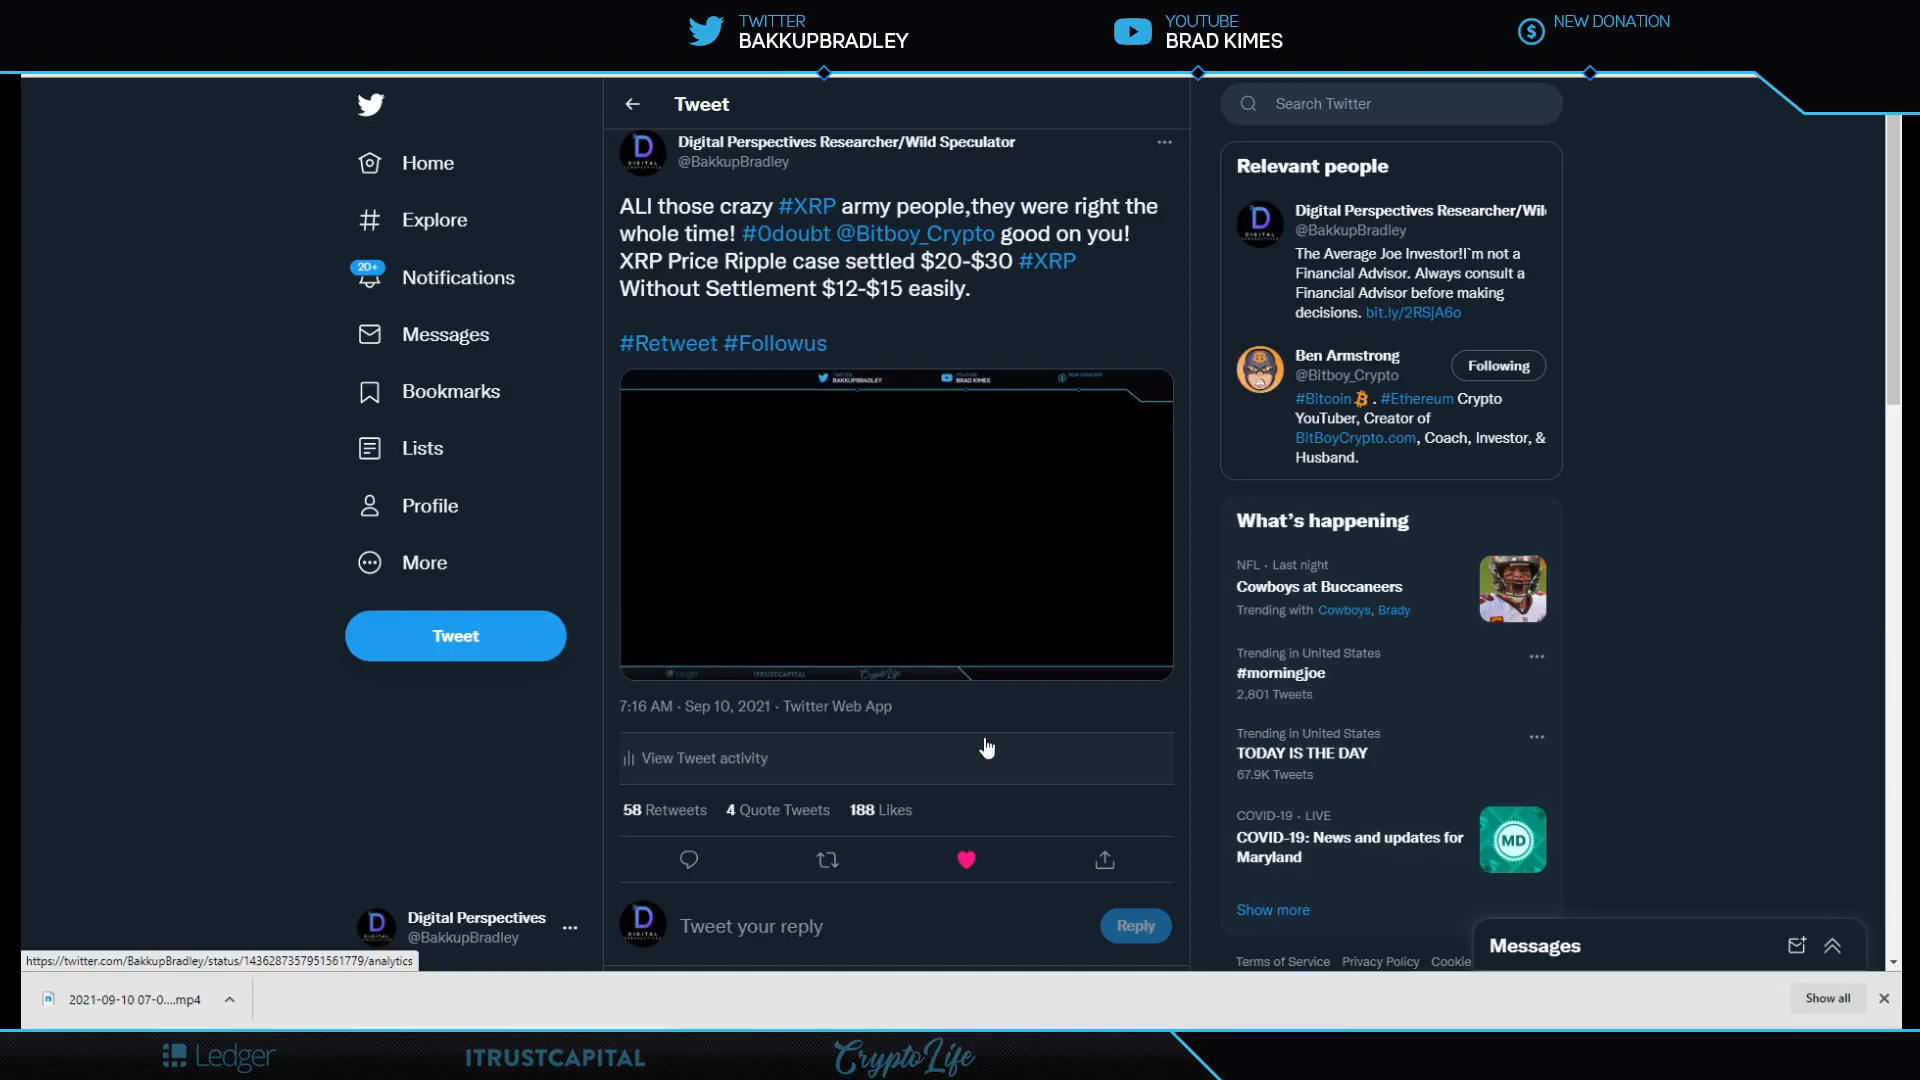 TWITTER
BAKKUPBRADLEY
YOUTUBE
BRAD KIMES
NEW DONATION
Home
Explore
20+
Notifications
Messages
Bookmarks
Lists
Profile
More
Tweet
Digital Perspectives
@BakkupBradley
Tweet
Digital Perspectives Researcher/Wild Speculator
@BakkupBradley
ALl those crazy #XRP army people,they were right the
whole time! #0doubt @Bitboy_Crypto good on you!
XRP Price Ripple case settled $20-$30 #XRP
Without Settlement $12-$15 easily.
#Retweet #Followus
BAKKUPBRADLEY
BRAD KIMES
NEW DONATION
Ledger
ITRUSTCAPITAL
CryptoLife
7:16 AM · Sep 10, 2021 · Twitter Web App
View Tweet activity
58 Retweets 4 Quote Tweets 188 Likes
Tweet your reply
Reply
Search Twitter
Relevant people
Digital Perspectives Researcher/Wil
@BakkupBradley
The Average Joe Investor!I`m not a
Financial Advisor. Always consult a
Financial Advisor before making
decisions. bit.ly/2RSjA6o
Ben Armstrong
@Bitboy_Crypto
Following
#Bitcoin . #Ethereum Crypto
YouTuber, Creator of
BitBoyCrypto.com, Coach, Investor, &
Husband.
What's happening
NFL · Last night
Cowboys at Buccaneers
Trending with Cowboys, Brady
Trending in United States
#morningjoe
2,801 Tweets
Trending in United States
TODAY IS THE DAY
67.9K Tweets
COVID-19 · LIVE
COVID-19: News and updates for
Maryland
MD
Show more
Terms of Service Privacy Policy Cookie
Messages
https://twitter.com/BakkupBradley/status/1436287357951561779/analytics
2021-09-10 07-0....mp4
Show all
Ledger
ITRUSTCAPITAL
CryptoLife